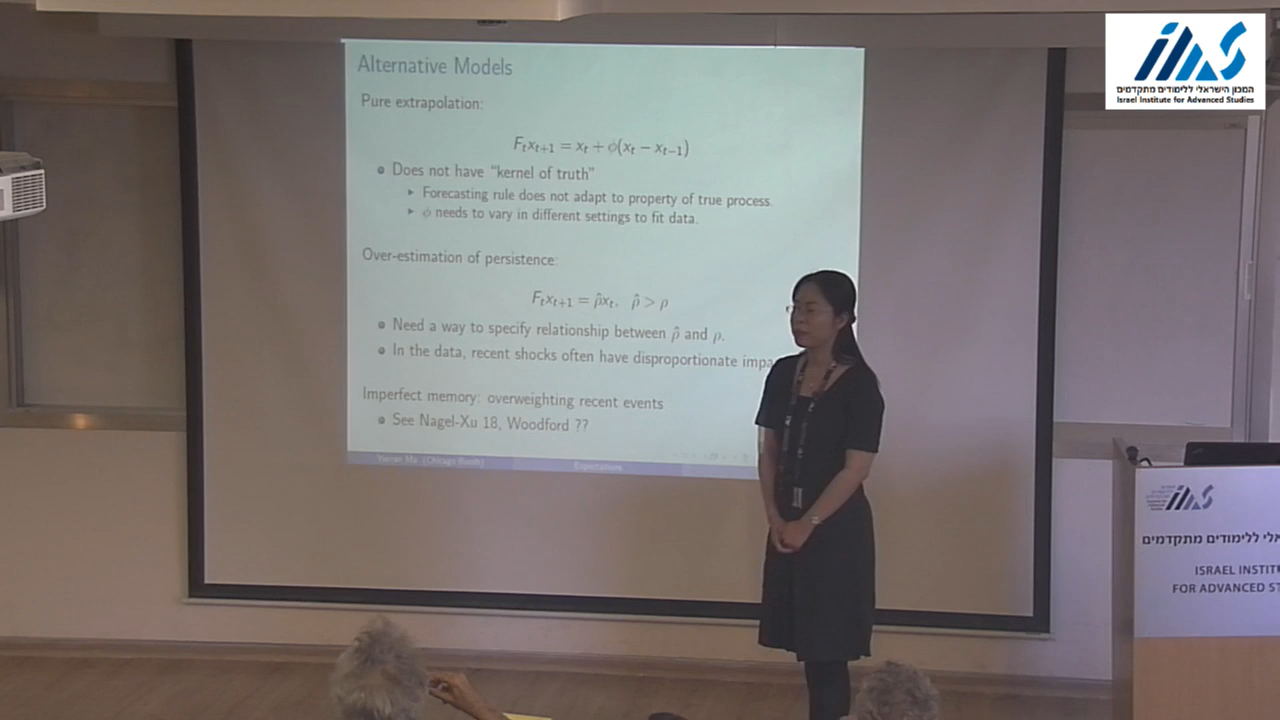 Alternative Models
Pure extrapolation:
F_t x_{t+1} = x_t + ϕ(x_t − x_{t−1})
Does not have "kernel of truth"
Forecasting rule does not adapt to property of true process.
ϕ needs to vary in different settings to fit data.
Over-estimation of persistence:
F_t x_{t+1} = ρ̂x_t, ρ̂ > ρ
Need a way to specify relationship between ρ̂ and ρ.
In the data, recent shocks often have disproportionate impa
Imperfect memory: overweighting recent events
See Nagel-Xu 18, Woodford ??
Yueran Ma (Chicago Booth)
Expectations
המכון הישראלי ללימודים מתקדמים
Israel Institute for Advanced Studies
לי ללימודים מתקדמים
ISRAEL INSTIT
FOR ADVANCED ST